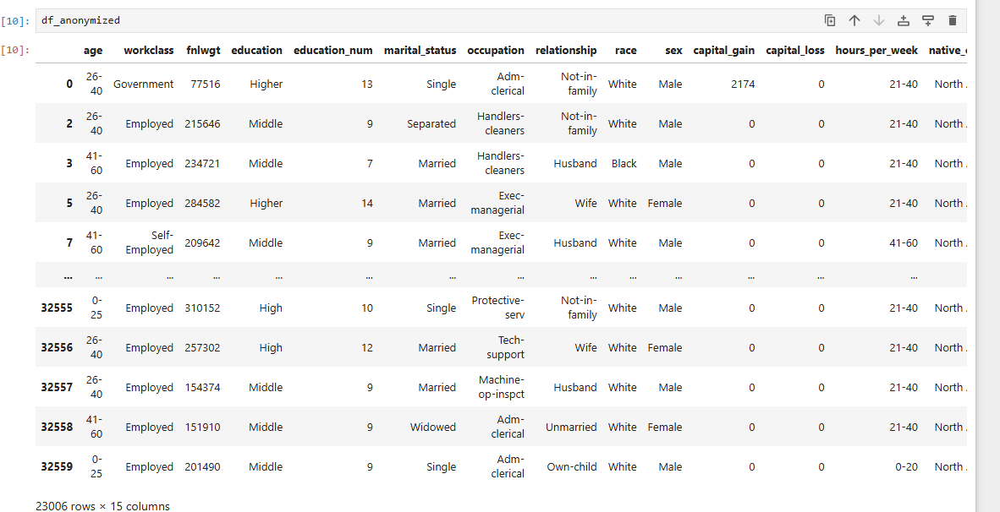 [10]: df_anonymized
[10]:
age workclass fnlwgt education education_num marital_status occupation relationship race sex capital_gain capital_loss hours_per_week native_
0 26-40 Government 77516 Higher 13 Single Adm-clerical Not-in-family White Male 2174 0 21-40 North
2 26-40 Employed 215646 Middle 9 Separated Handlers-cleaners Not-in-family White Male 0 0 21-40 North
3 41-60 Employed 234721 Middle 7 Married Handlers-cleaners Husband Black Male 0 0 21-40 North
5 26-40 Employed 284582 Higher 14 Married Exec-managerial Wife White Female 0 0 21-40 North
7 41-60 Self-Employed 209642 Middle 9 Married Exec-managerial Husband White Male 0 0 41-60 North
... ... ... ... ... ... ... ... ... ... ... ... ... ...
32555 0-25 Employed 310152 High 10 Single Protective-serv Not-in-family White Male 0 0 21-40 North
32556 26-40 Employed 257302 High 12 Married Tech-support Wife White Female 0 0 21-40 North
32557 26-40 Employed 154374 Middle 9 Married Machine-op-inspct Husband White Male 0 0 21-40 North
32558 41-60 Employed 151910 Middle 9 Widowed Adm-clerical Unmarried White Female 0 0 21-40 North
32559 0-25 Employed 201490 Middle 9 Single Adm-clerical Own-child White Male 0 0 0-20 North
23006 rows × 15 columns